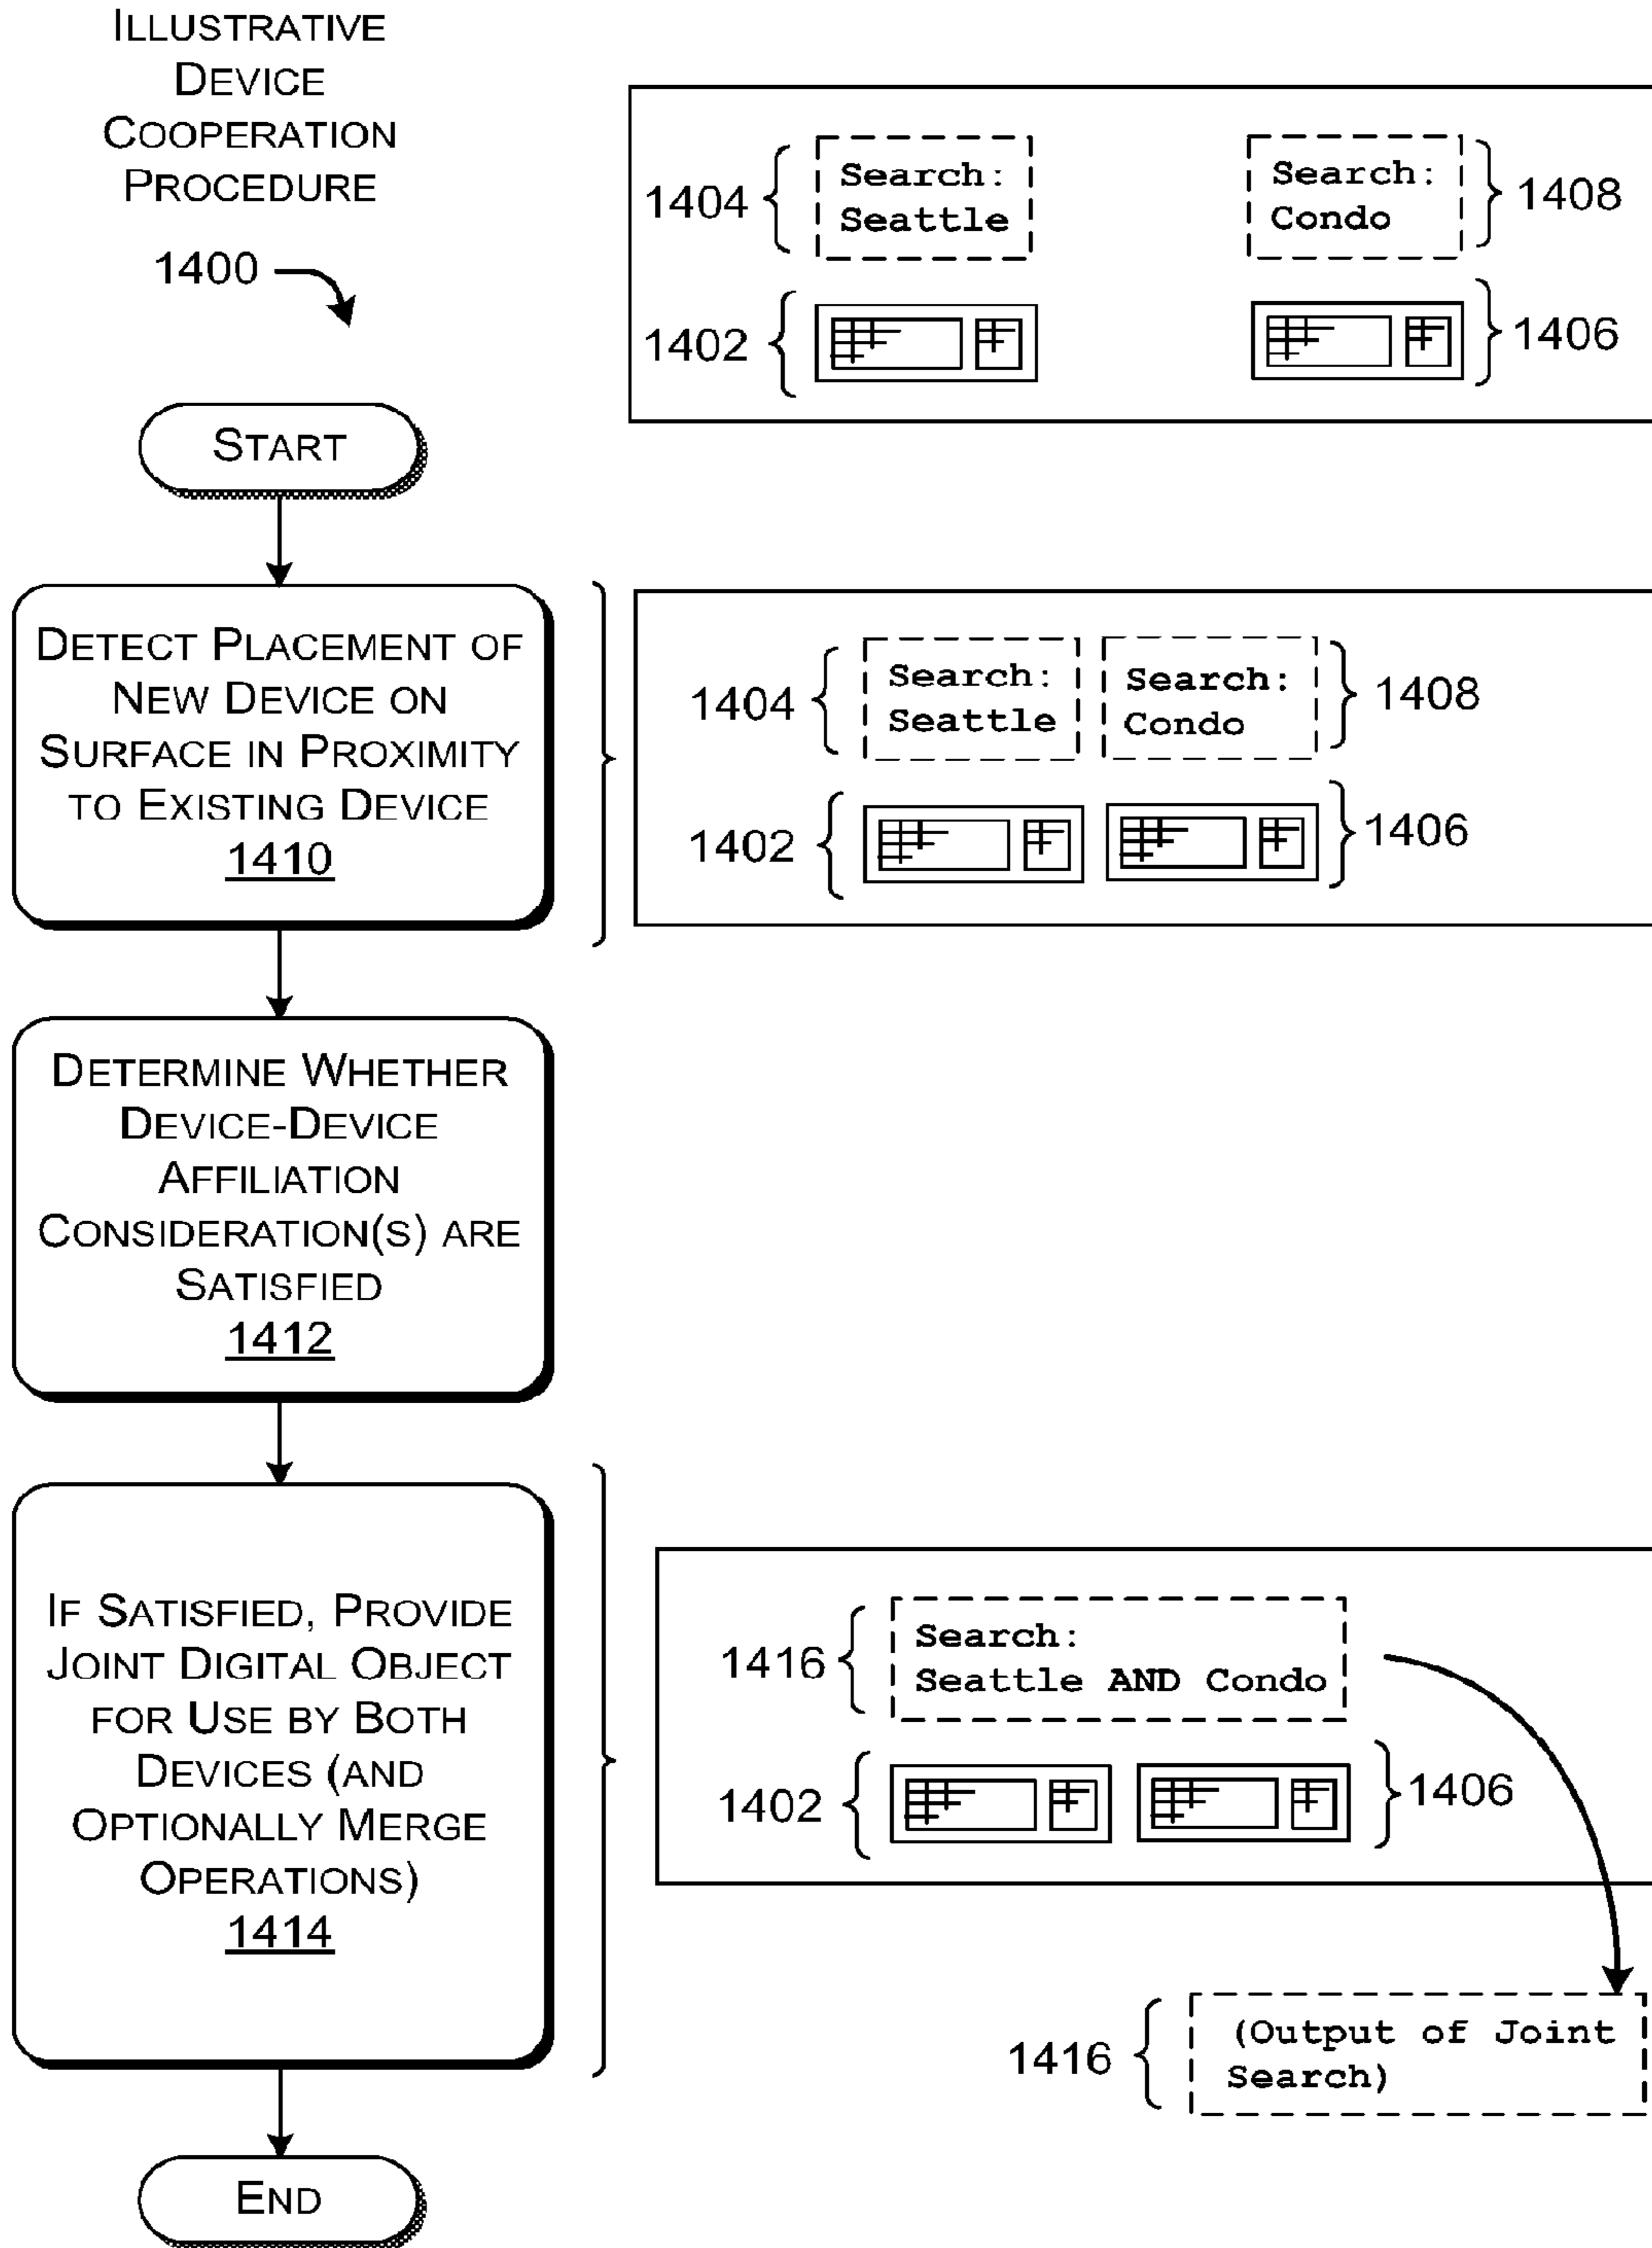 ILLUSTRATIVE
DEVICE
COOPERATION
PROCEDURE
1400
1404
Search:
Seattle
Search:
Condo
1408
1402
1406
START
DETECT PLACEMENT OF
NEW DEVICE ON
SURFACE IN PROXIMITY
TO EXISTING DEVICE
1410
1404
Search:
Seattle
Search:
Condo
1408
1402
1406
DETERMINE WHETHER
DEVICE-DEVICE
AFFILIATION
CONSIDERATION(S) ARE
SATISFIED
1412
IF SATISFIED, PROVIDE
JOINT DIGITAL OBJECT
FOR USE BY BOTH
DEVICES (AND
OPTIONALLY MERGE
OPERATIONS)
1414
1416
Search:
Seattle AND Condo
1402
1406
1416
(Output of Joint
Search)
END